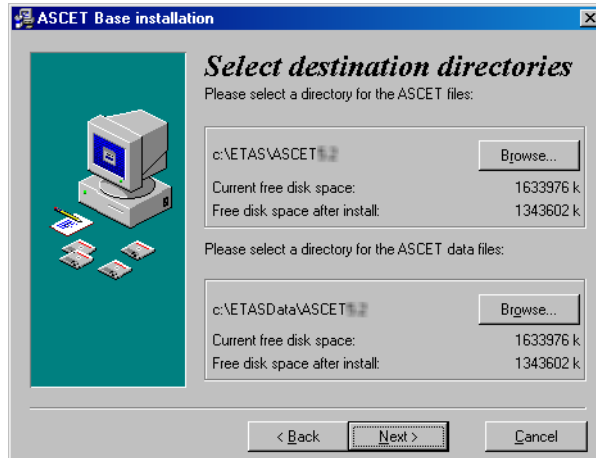 ASCET Base installation
Select destination directories
Please select a directory for the ASCET files:
c:\ETAS\ASCET
Browse...
Current free disk space: 1633976 k
Free disk space after install: 1343602 k
Please select a directory for the ASCET data files:
c:\ETASData\ASCET
Browse...
Current free disk space: 1633976 k
Free disk space after install: 1343602 k
< Back
Next >
Cancel